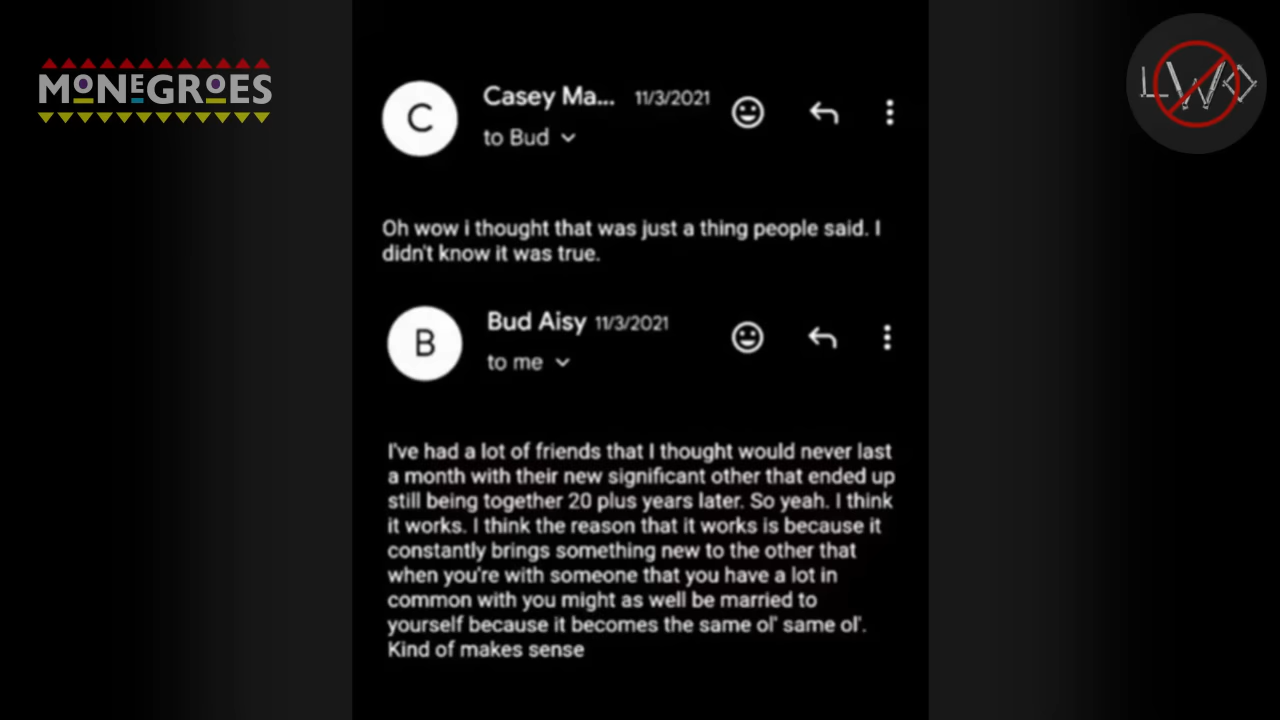 MONEGROES
LWD
C
Casey Ma... 11/3/2021
to Bud
Oh wow i thought that was just a thing people said. I
didn't know it was true.
B
Bud Aisy 11/3/2021
to me
I've had a lot of friends that I thought would never last
a month with their new significant other that ended up
still being together 20 plus years later. So yeah. I think
it works. I think the reason that it works is because it
constantly brings something new to the other that
when you're with someone that you have a lot in
common with you might as well be married to
yourself because it becomes the same ol' same ol'.
Kind of makes sense